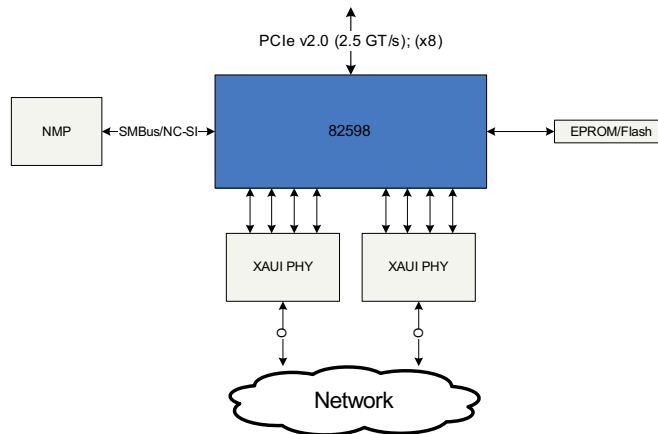 PCIe v2.0 (2.5 GT/s); (x8)
NMP
SMBus/NC-SI
82598
EPROM/Flash
XAUI PHY
XAUI PHY
Network